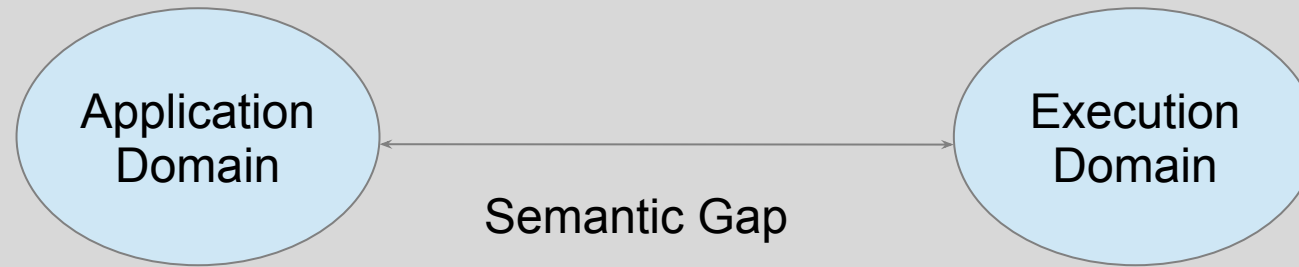 Application
Domain
Execution
Domain
Semantic Gap